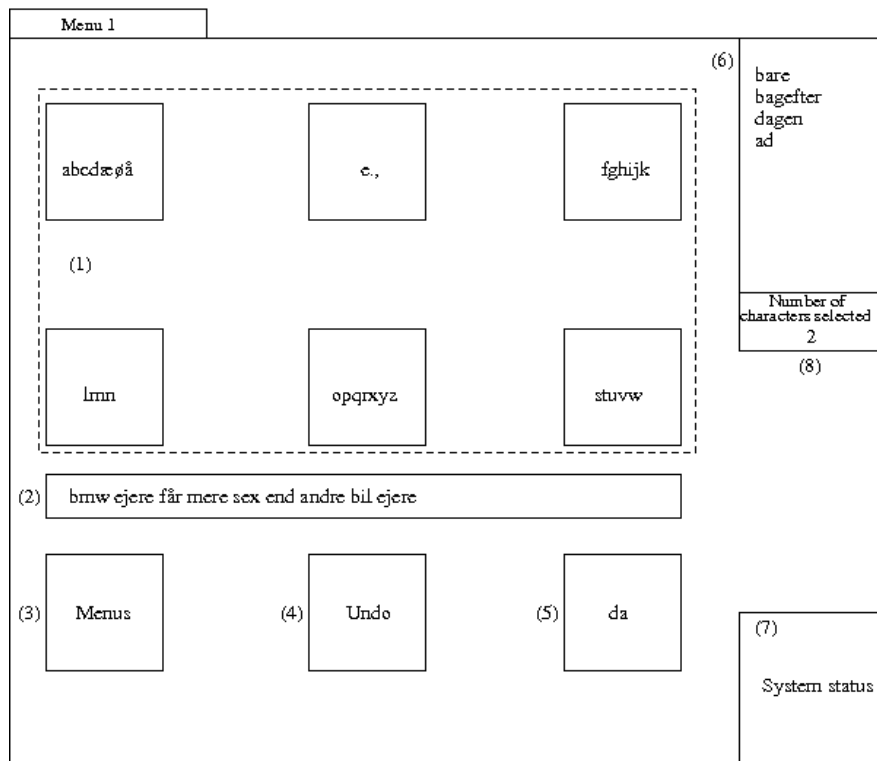 Menu 1
(6)
bare
bagefter
dagen
ad
abcdæøå
e.,
fghijk
(1)
Number of
characters selected
2
(8)
lmn
opqrxyz
stuvw
(2)
bmw ejere får mere sex end andre bil ejere
(3)
Menus
(4)
Undo
(5)
da
(7)
System status